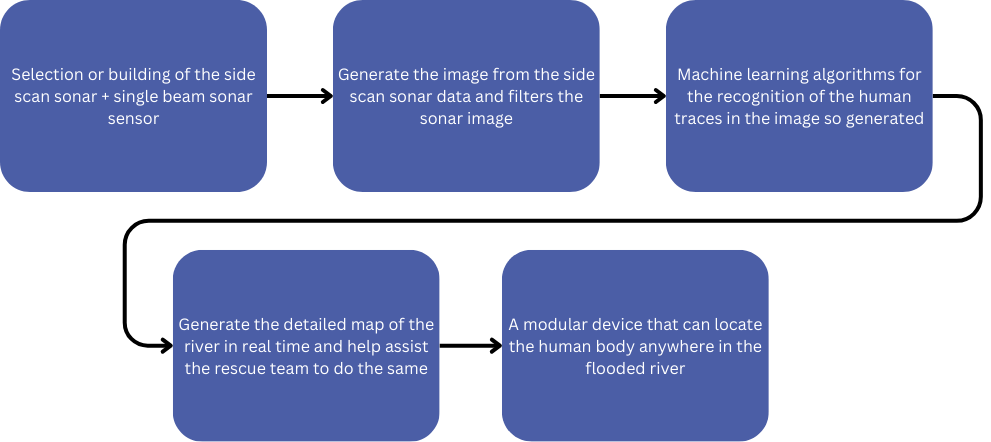 Selection or building of the side
scan sonar + single beam sonar
sensor
Generate the image from the side
scan sonar data and filters the
sonar image
Machine learning algorithms for
the recognition of the human
traces in the image so generated
Generate the detailed map of the
river in real time and help assist
the rescue team to do the same
A modular device that can locate
the human body anywhere in the
flooded river